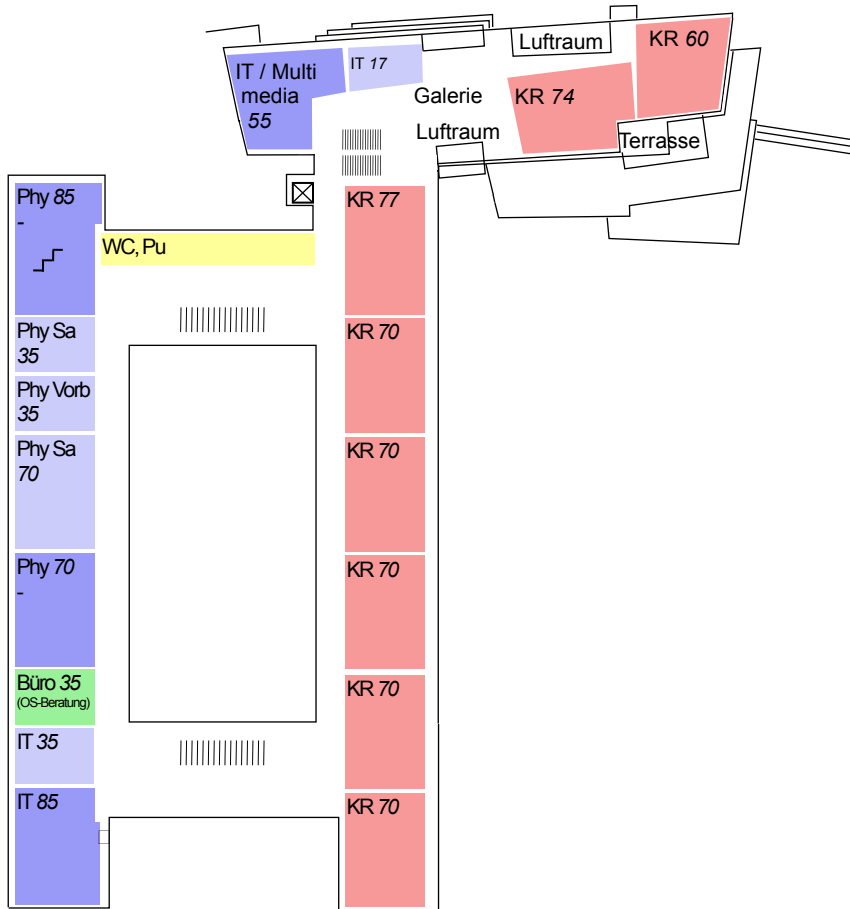 IT / Multi
media
55
IT 17
Luftraum
KR 60
Galerie
KR 74
Luftraum
Terrasse
Phy 85
-
WC, Pu
KR 77
Phy Sa
35
KR 70
Phy Vorb
35
Phy Sa
70
KR 70
Phy 70
-
KR 70
Büro 35
(OS-Beratung)
KR 70
IT 35
IT 85
KR 70